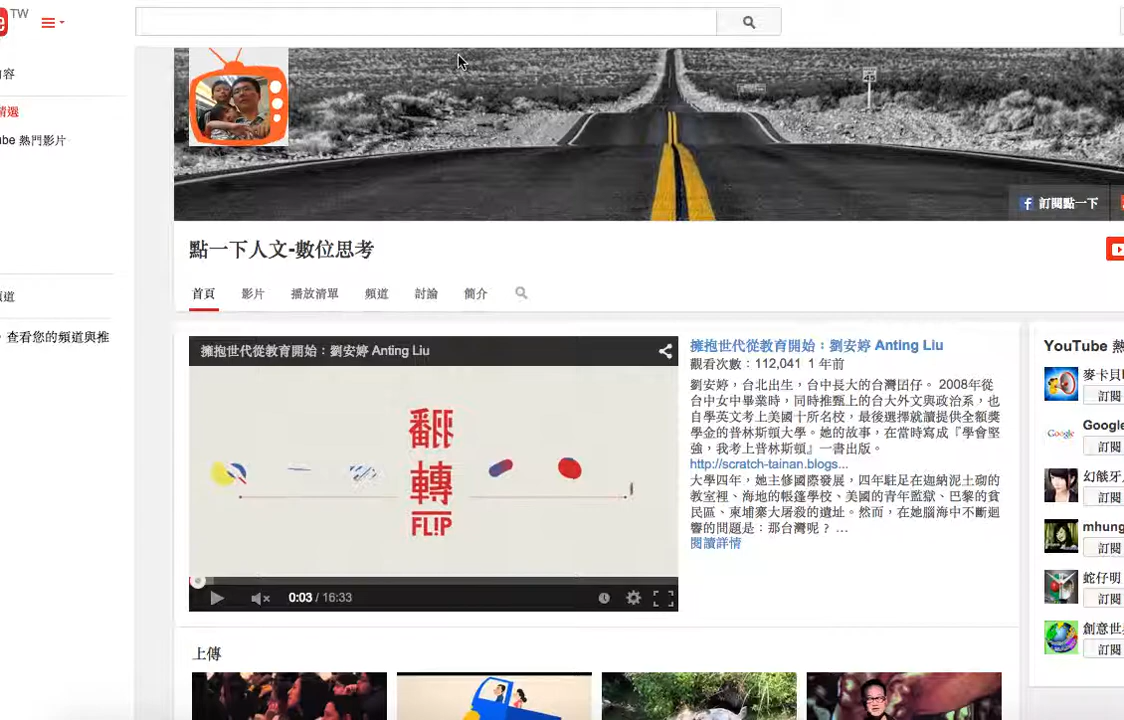 TW
內容
精選
be 熱門影片
頻道
，查看您的頻道與推
45
訂閱點一下
點一下人文-數位思考
首頁 影片 播放清單 頻道 討論 簡介
擁抱世代從教育開始：劉安婷 Anting Liu
翻
轉
FL!P
0:03 / 16:33
擁抱世代從教育開始：劉安婷 Anting Liu
觀看次數：112,041 1 年前
劉安婷，台北出生，台中長大的台灣囝仔。 2008年從
台中女中畢業時，同時推甄上的台大外文與政治系，也
自學英文考上美國十所名校，最後選擇就讀提供全額獎
學金的普林斯頓大學。她的故事，在當時寫成『學會堅
強，我考上普林斯頓』一書出版。
http://scratch-tainan.blogs...
大學四年，她主修國際發展，四年駐足在迦納泥土砌的
教室裡、海地的帳篷學校、美國的青年監獄、巴黎的貧
民區、柬埔寨大屠殺的遺址。然而，在她腦海中不斷迴
響的問題是：那台灣呢？ ...
閱讀詳情
上傳
YouTube 熱
麥卡貝
訂閱
Google
Google
訂閱
幻骸牙
訂閱
mhung
訂閱
蛇仔明
訂閱
創意世
訂閱